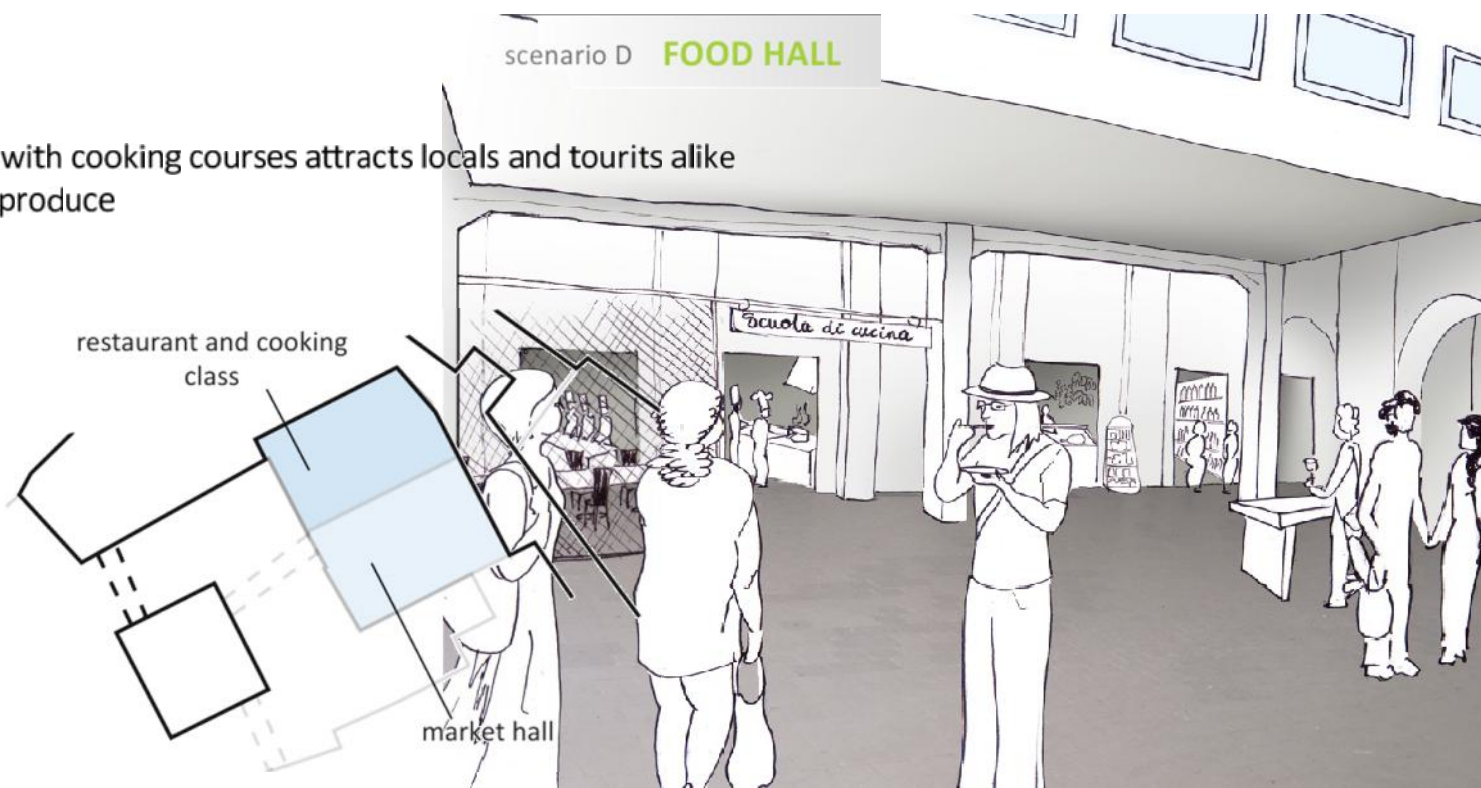 scenario D FOOD HALL
with cooking courses attracts locals and tourits alike
produce
restaurant and cooking
class
Scuola di cucina
market hall